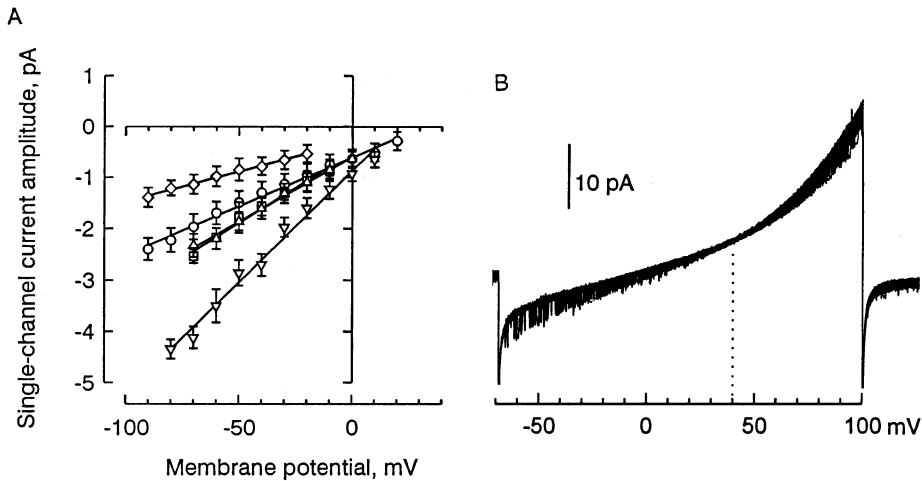 A
Single-channel current amplitude, pA
1
0
-1
-2
-3
-4
-5
-100
-50
0
Membrane potential, mV
B
10 pA
-50
0
50
100 mV